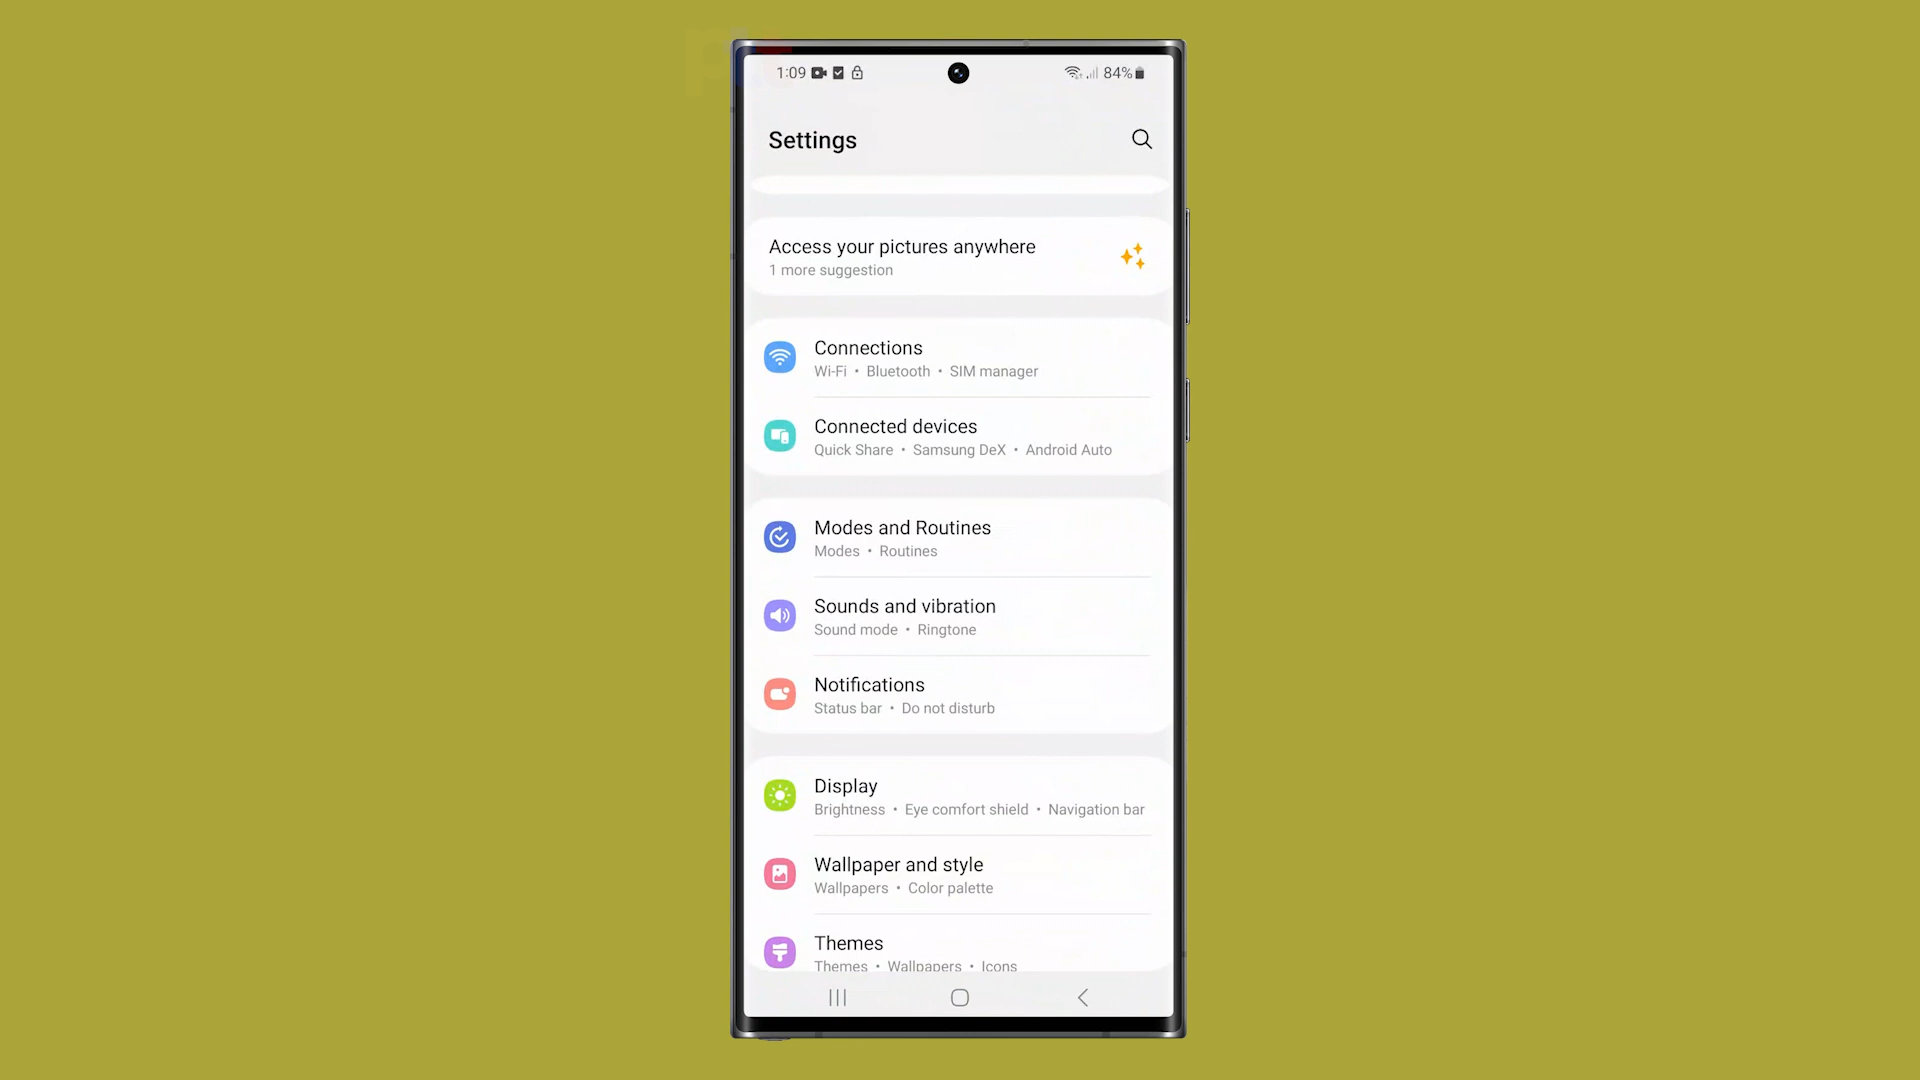 1:09 84%
Settings
Access your pictures anywhere
1 more suggestion
Connections
Wi-Fi • Bluetooth • SIM manager
Connected devices
Quick Share • Samsung DeX • Android Auto
Modes and Routines
Modes • Routines
Sounds and vibration
Sound mode • Ringtone
Notifications
Status bar • Do not disturb
Display
Brightness • Eye comfort shield • Navigation bar
Wallpaper and style
Wallpapers • Color palette
Themes
Themes • Wallpapers • Icons